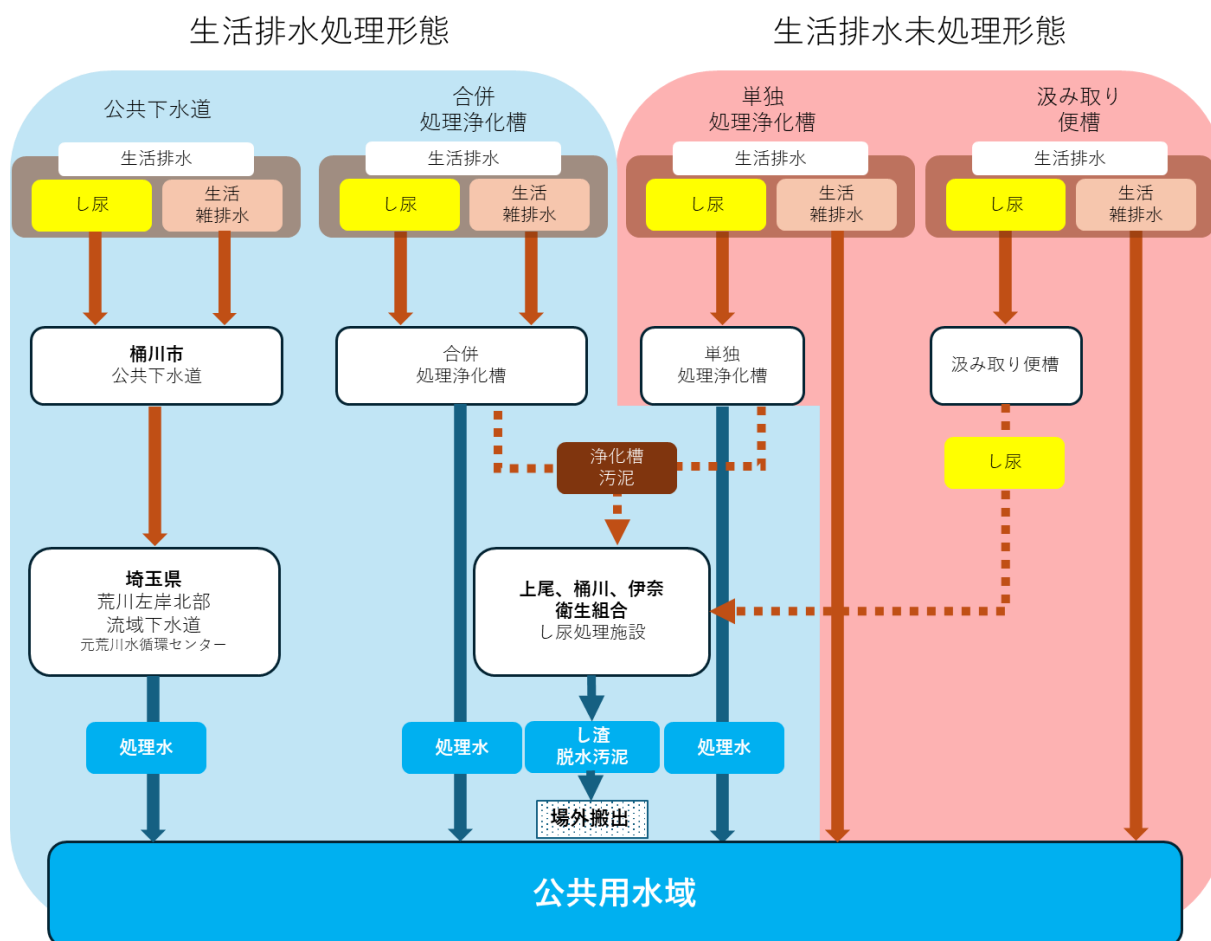 生活排水処理形態
生活排水未処理形態
公共下水道
合併
処理浄化槽
単独
処理浄化槽
汲み取り
便槽
生活排水
生活排水
生活排水
生活排水
し尿
生活
雑排水
し尿
生活
雑排水
し尿
生活
雑排水
し尿
生活
雑排水
桶川市
公共下水道
合併
処理浄化槽
単独
処理浄化槽
汲み取り便槽
浄化槽
汚泥
し尿
埼玉県
荒川左岸北部
流域下水道
元荒川水循環センター
上尾、桶川、伊奈
衛生組合
し尿処理施設
処理水
処理水
し渣
脱水汚泥
処理水
場外搬出
公共用水域